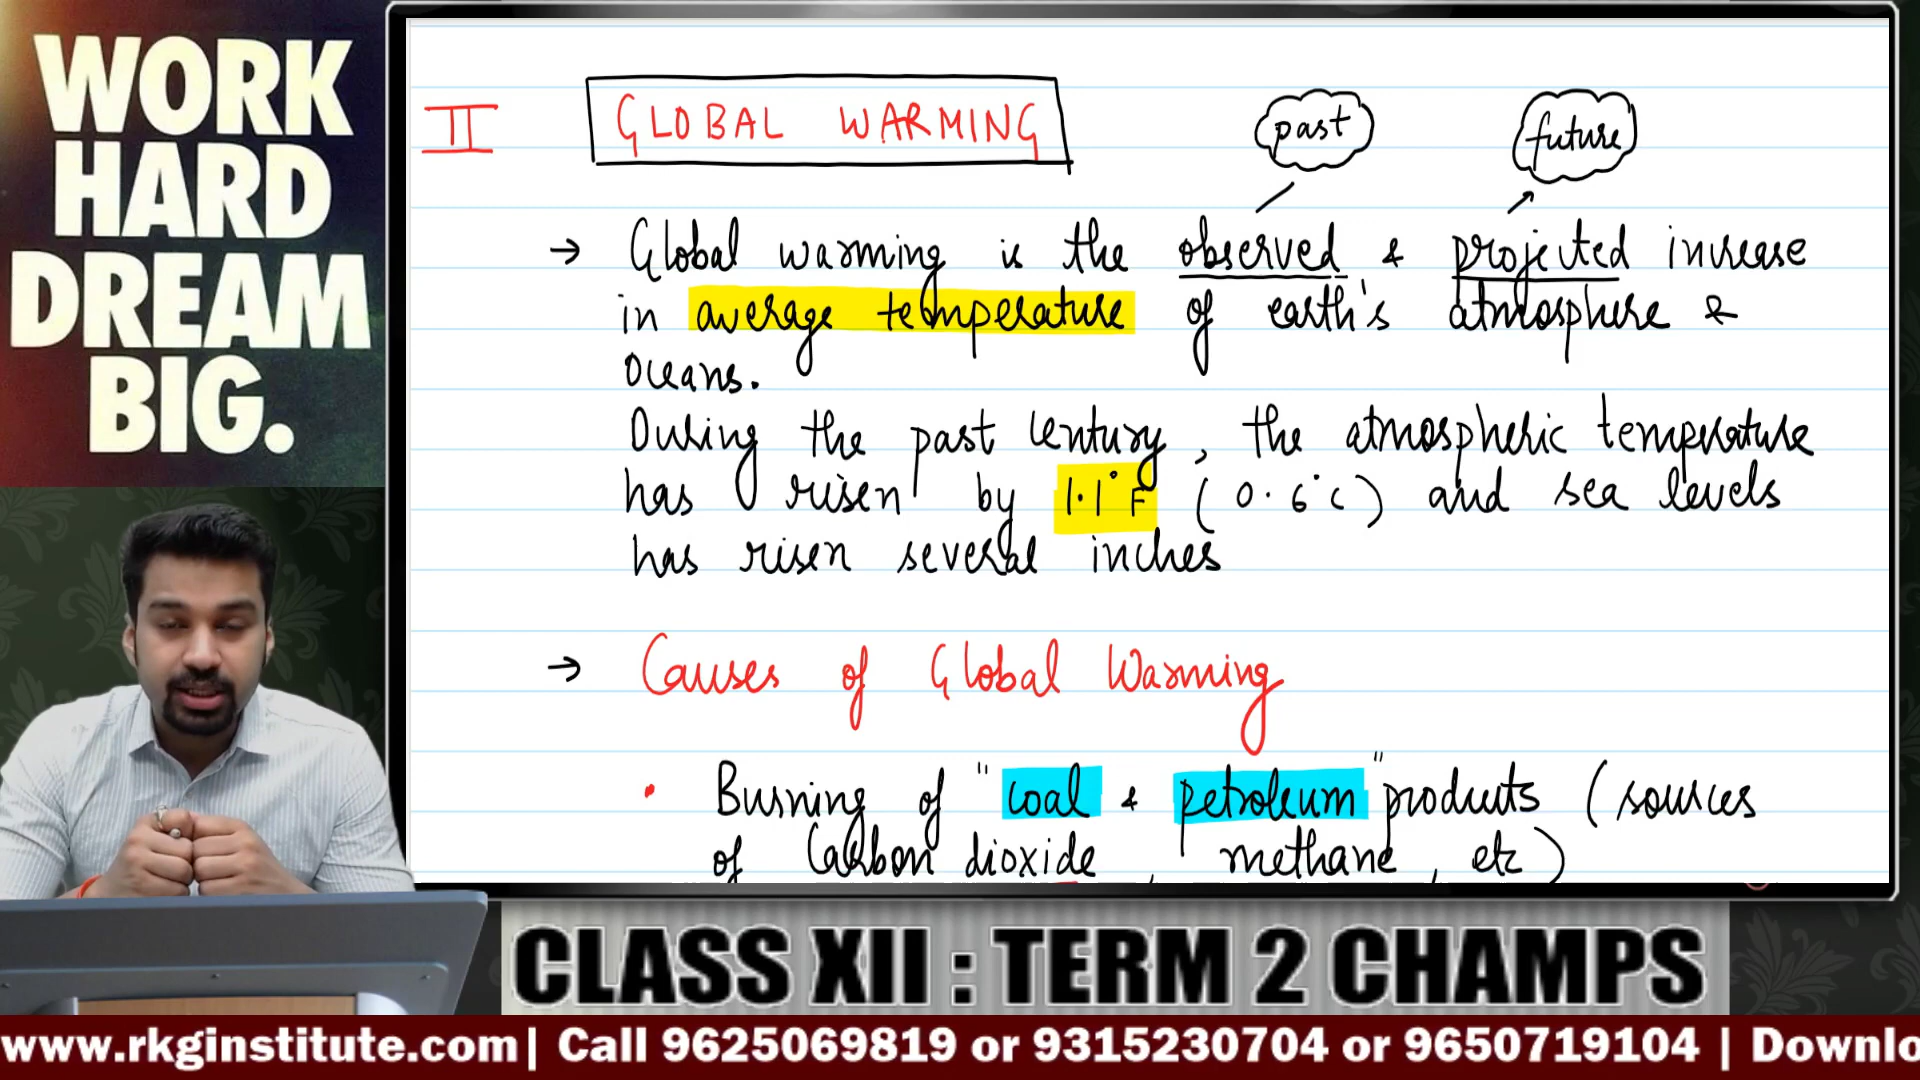 WORK
HARD
DREAM
BIG.
II
GLOBAL WARMING
past
future
→ Global warming is the observed & projected increase
in average temperature of earth's atmosphere &
oceans.
During the past century, the atmospheric temperature
has risen by 1.1°F (0.6°C) and sea levels
has risen several inches
→ Causes of Global Warming
• Burning of "coal & petroleum" products (sources
of Carbon dioxide, methane, etc)
CLASS XII : TERM 2 CHAMPS
www.rkginstitute.com| Call 9625069819 or 9315230704 or 9650719104 | Downlo